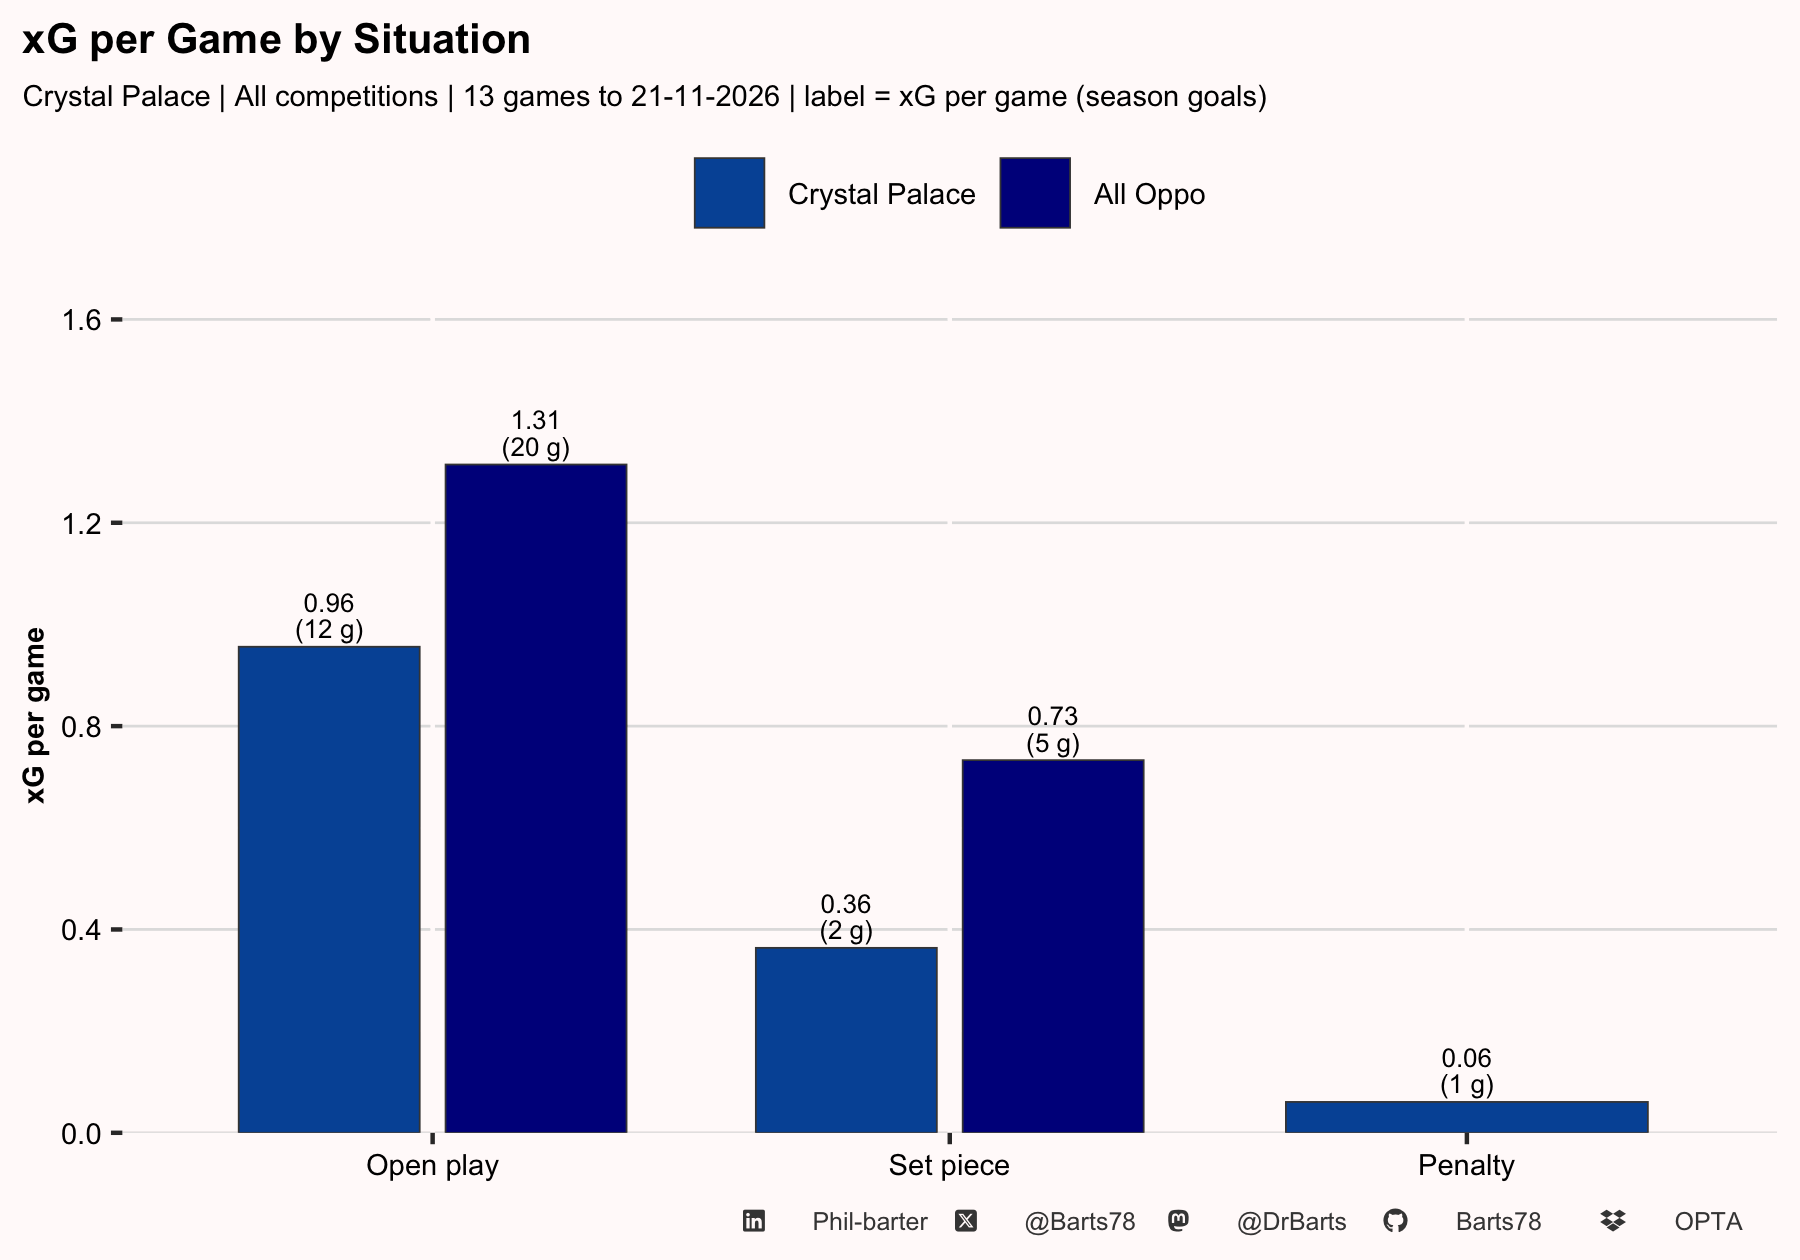 xG per Game by Situation
Crystal Palace | All competitions | 13 games to 21-11-2026 | label = xG per game (season goals)
Crystal Palace
All Oppo
xG per game
1.6
1.2
0.8
0.4
0.0
0.96
(12 g)
1.31
(20 g)
0.36
(2 g)
0.73
(5 g)
0.06
(1 g)
Open play
Set piece
Penalty
Phil-barter
@Barts78
@DrBarts
Barts78
OPTA